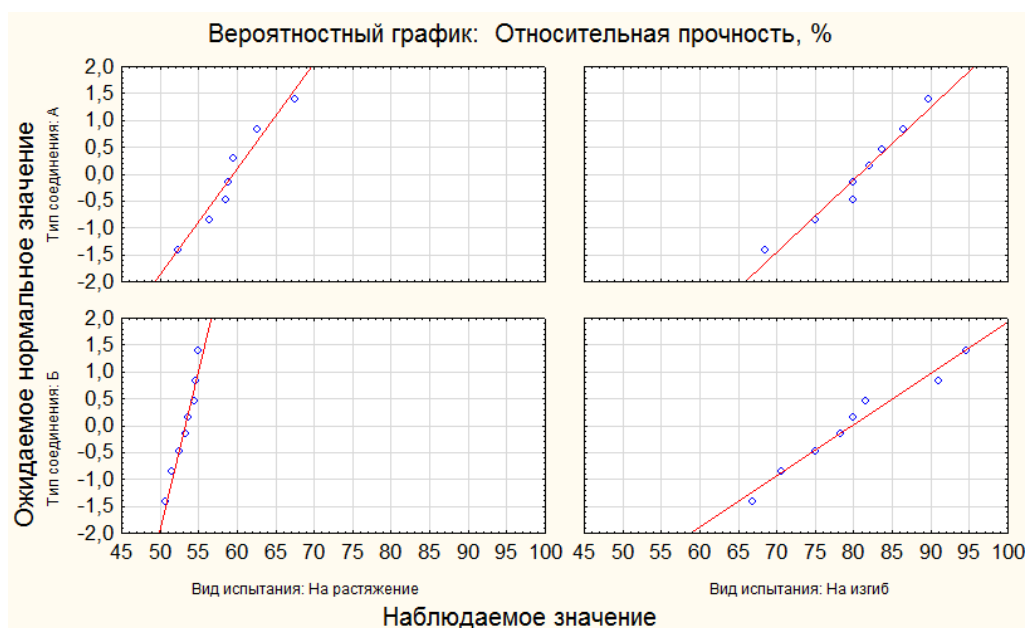 Вероятностный график: Относительная прочность, %
Ожидаемое нормальное значение
Тип соединения: А
2,0
1,5
1,0
0,5
0,0
-0,5
-1,0
-1,5
-2,0
Тип соединения: Б
2,0
1,5
1,0
0,5
0,0
-0,5
-1,0
-1,5
-2,0
45 50 55 60 65 70 75 80 85 90 95 100
45 50 55 60 65 70 75 80 85 90 95 100
Вид испытания: На растяжение
Вид испытания: На изгиб
Наблюдаемое значение